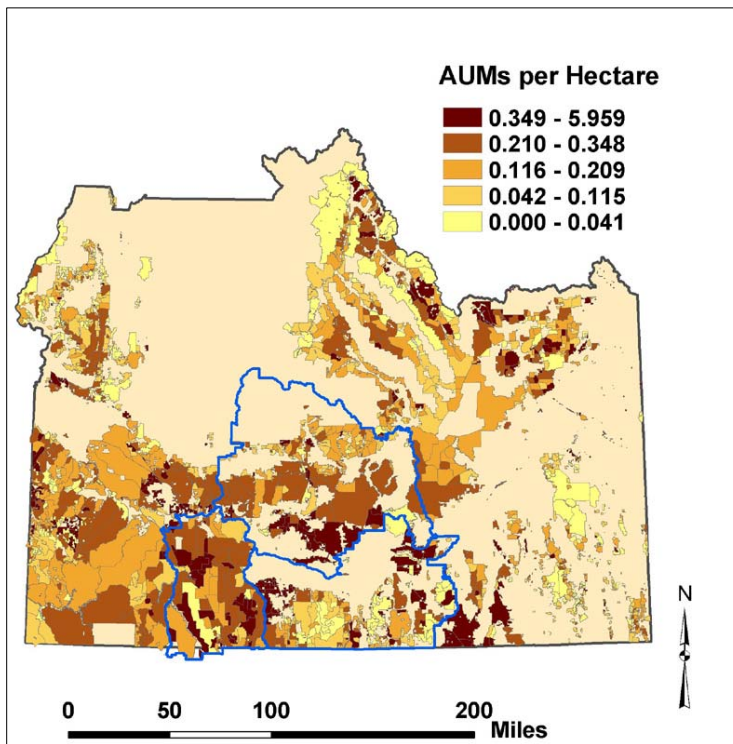 AUMs per Hectare
0.349 - 5.959
0.210 - 0.348
0.116 - 0.209
0.042 - 0.115
0.000 - 0.041
N
0 50 100 200
Miles